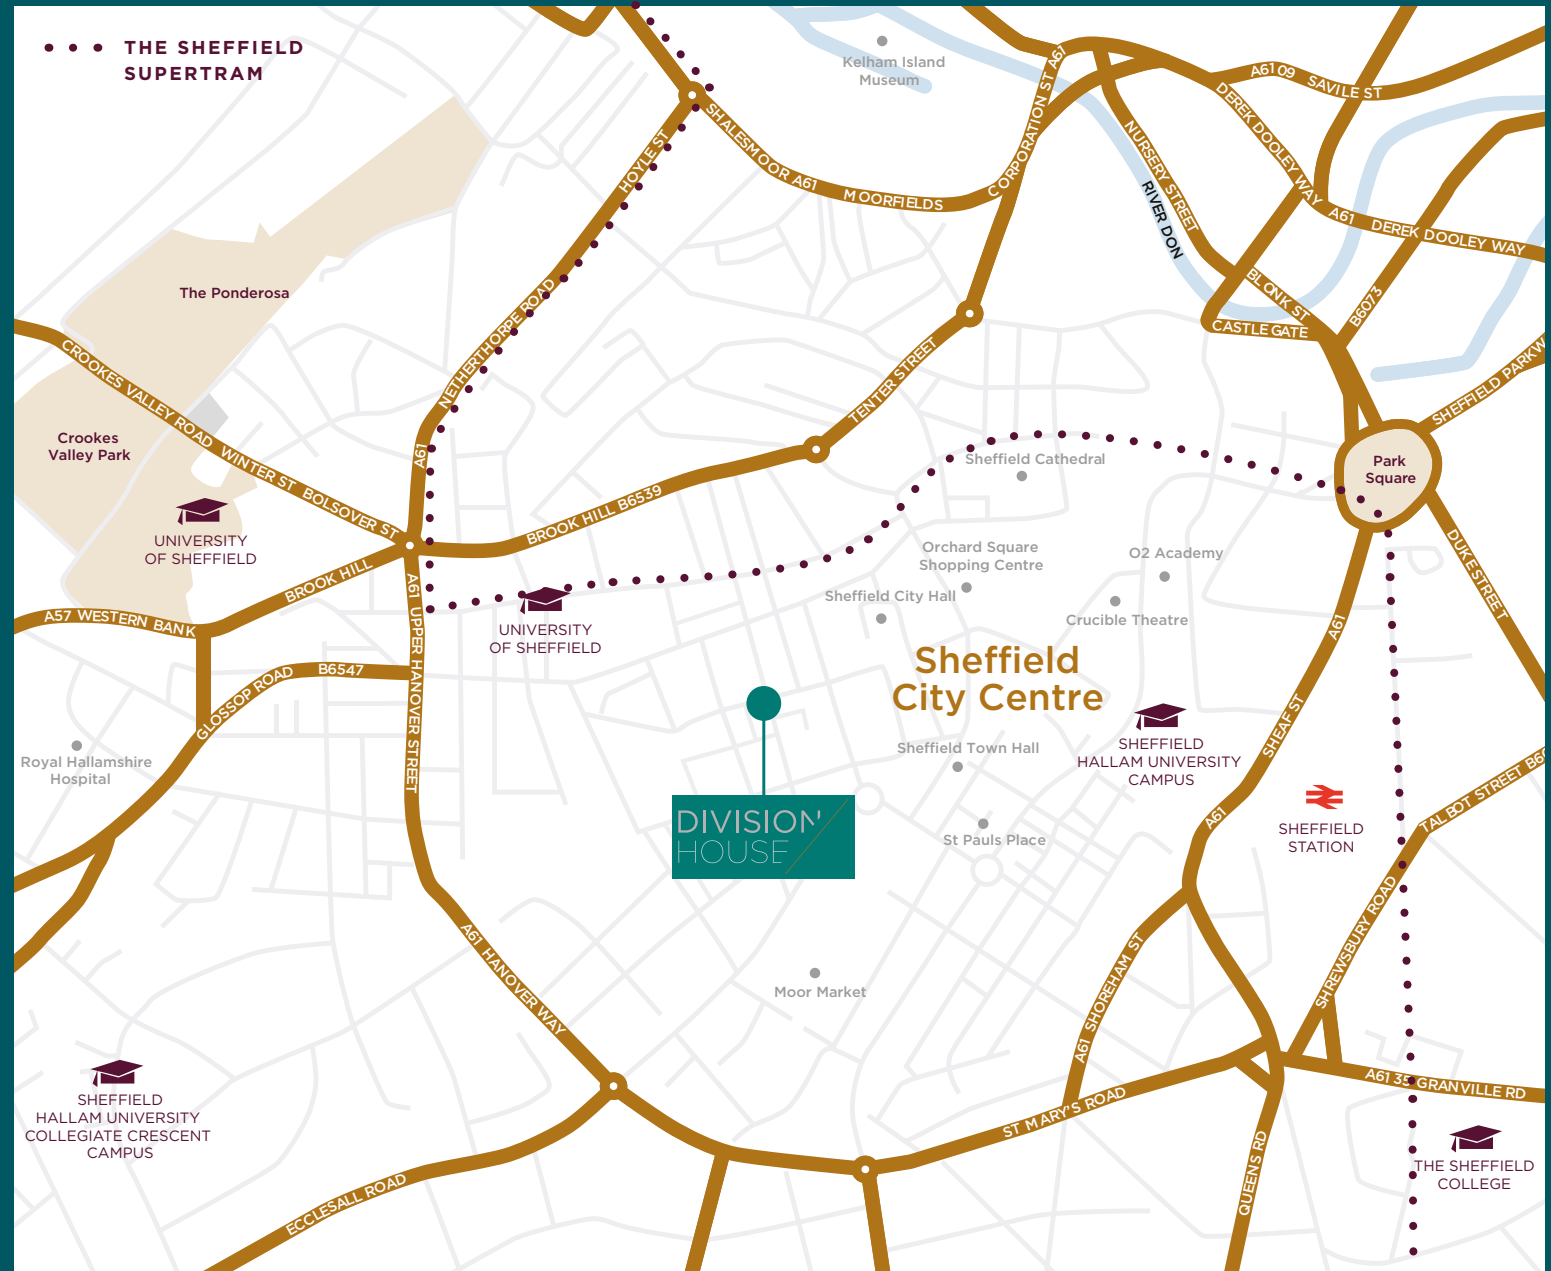 THE SHEFFIELD
SUPERTRAM
Kelham Island
Museum
A61
CORPORATION ST
A6109
SAVILE ST
DEREK DOOLEY WAY
NURSERY STREET
RIVER DON
A61
DEREK DOOLEY WAY
SHALESMOOR A61
MOORFIELDS
HOYLE ST
NETHERTHORPE ROAD
A61
The Ponderosa
BLONK ST
CASTLE GATE
B6073
SHEFFIELD PARKW
TENTER STREET
CROOKES VALLEY ROAD
WINTER ST
BOLSOVER ST
Crookes
Valley Park
UNIVERSITY
OF SHEFFIELD
BROOK HILL B6539
Sheffield Cathedral
Park
Square
DUKE STREET
A57 WESTERN BANK
BROOK HILL
Orchard Square
Shopping Centre
O2 Academy
Sheffield City Hall
Crucible Theatre
UNIVERSITY
OF SHEFFIELD
A61
UPPER HANOVER STREET
GLOSSOP ROAD
B6547
Sheffield
City Centre
A61
SHEAF ST
A61
Royal Hallamshire
Hospital
Sheffield Town Hall
SHEFFIELD
HALLAM UNIVERSITY
CAMPUS
DIVISION
HOUSE
St Pauls Place
SHEFFIELD
STATION
TALBOT STREET B60
SHREWSBURY ROAD
A61 HANOVER WAY
Moor Market
A61 SHOREHAM ST
SHEFFIELD
HALLAM UNIVERSITY
COLLEGIATE CRESCENT
CAMPUS
ST MARY'S ROAD
A6135 GRANVILLE RD
QUEENS RD
THE SHEFFIELD
COLLEGE
ECCLESALL ROAD